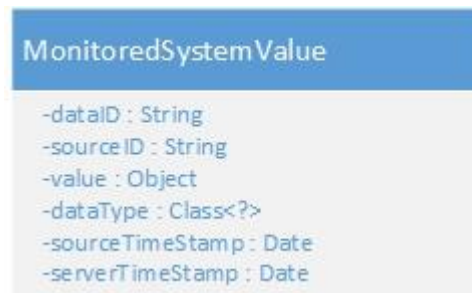 MonitoredSystemValue
-dataID : String
-sourceID : String
-value : Object
-dataType : Class<?>
-sourceTimeStamp : Date
-serverTimeStamp : Date